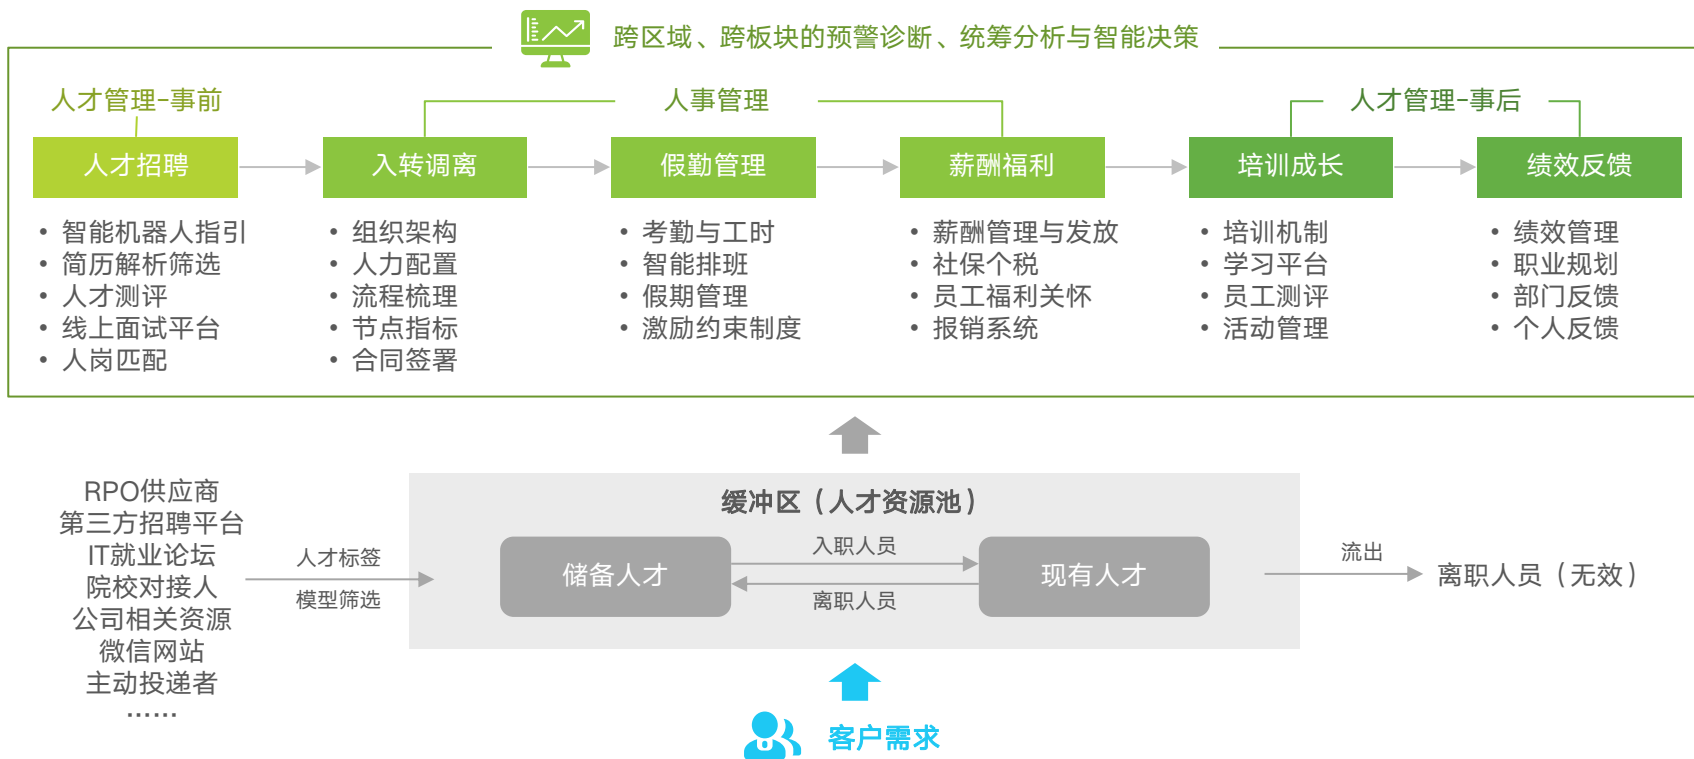 跨区域、跨板块的预警诊断、统筹分析与智能决策
人才管理-事前
人事管理
人才管理-事后
人才招聘
入转调离
假勤管理
薪酬福利
培训成长
绩效反馈
• 智能机器人指引
• 简历解析筛选
• 人才测评
• 线上面试平台
• 人岗匹配
• 组织架构
• 人力配置
• 流程梳理
• 节点指标
• 合同签署
• 考勤与工时
• 智能排班
• 假期管理
• 激励约束制度
• 薪酬管理与发放
• 社保个税
• 员工福利关怀
• 报销系统
• 培训机制
• 学习平台
• 员工测评
• 活动管理
• 绩效管理
• 职业规划
• 部门反馈
• 个人反馈
RPO供应商
第三方招聘平台
IT就业论坛
院校对接人
公司相关资源
微信网站
主动投递者
……
人才标签
模型筛选
缓冲区（人才资源池）
储备人才
入职人员
离职人员
现有人才
流出
离职人员（无效）
客户需求